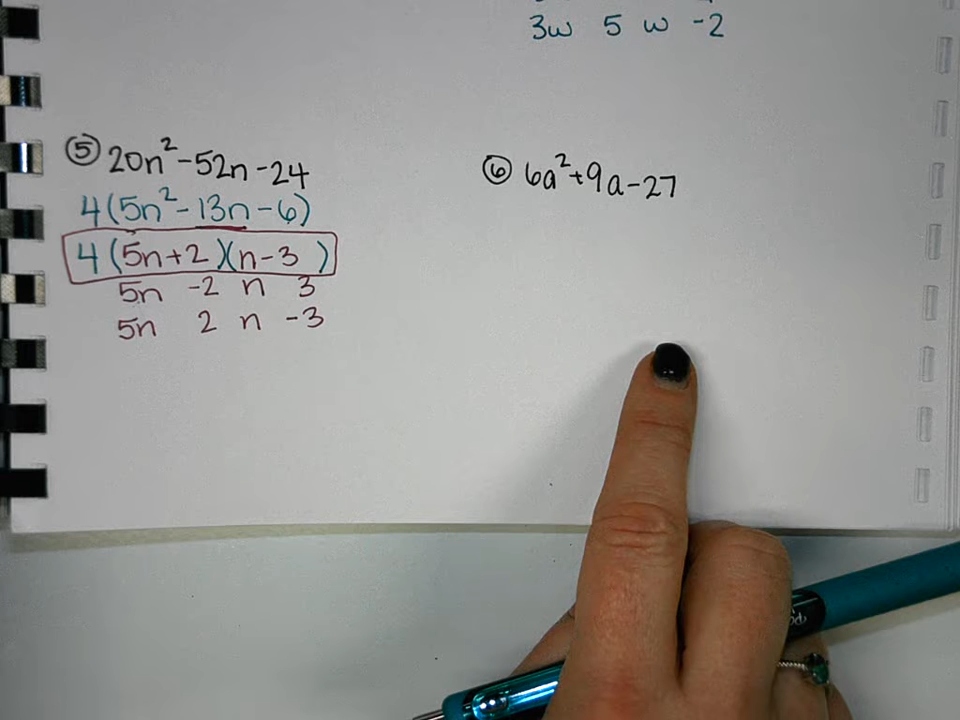 3w 5 w -2
⑤ 20n² -52n -24
4(5n² -13n -6)
4(5n+2)(n-3)
5n -2 n 3
5n 2 n -3
⑥ 6a²+9a-27